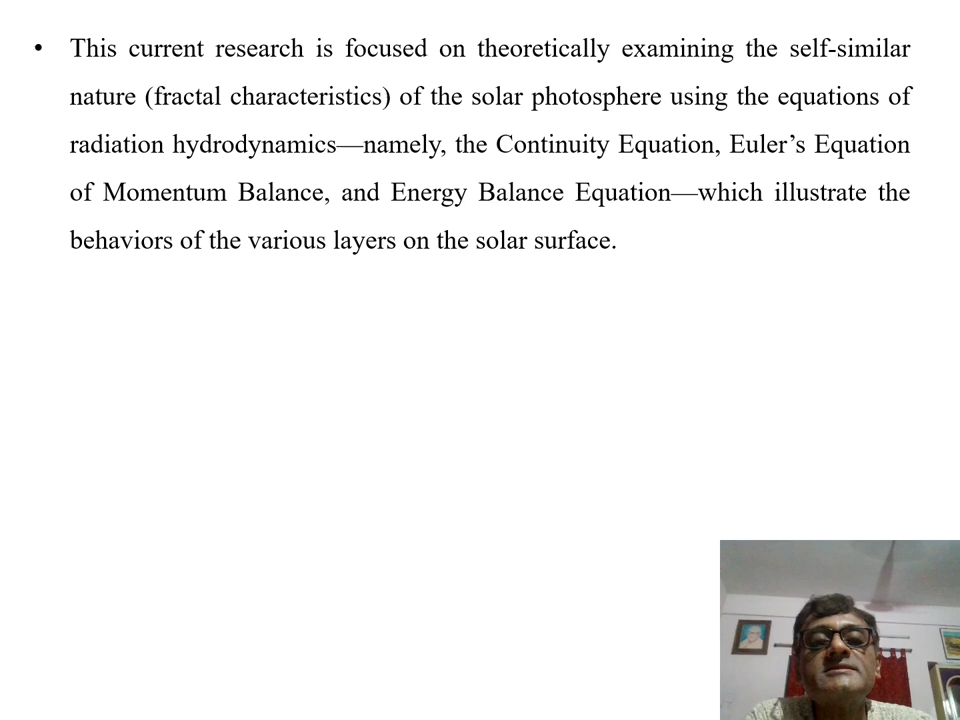 • This current research is focused on theoretically examining the self-similar
nature (fractal characteristics) of the solar photosphere using the equations of
radiation hydrodynamics—namely, the Continuity Equation, Euler’s Equation
of Momentum Balance, and Energy Balance Equation—which illustrate the
behaviors of the various layers on the solar surface.